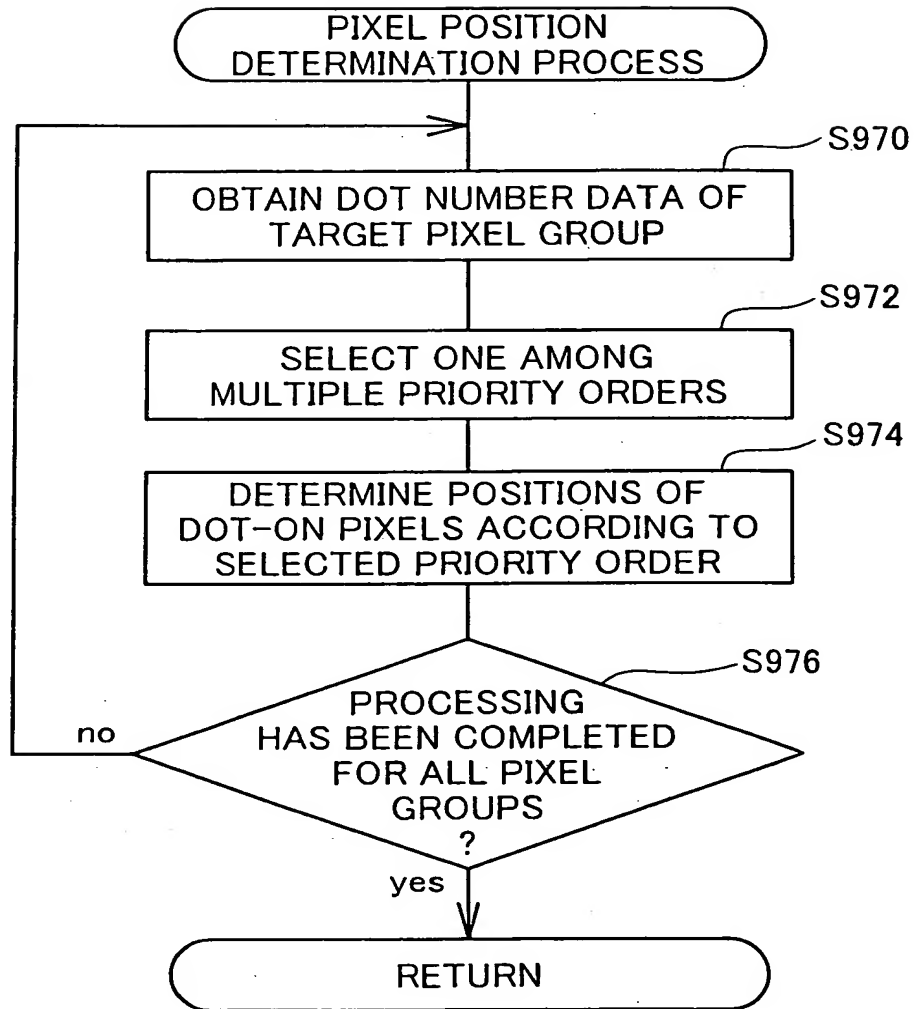 PIXEL POSITION
DETERMINATION PROCESS
S970
OBTAIN DOT NUMBER DATA OF
TARGET PIXEL GROUP
S972
SELECT ONE AMONG
MULTIPLE PRIORITY ORDERS
S974
DETERMINE POSITIONS OF
DOT-ON PIXELS ACCORDING TO
SELECTED PRIORITY ORDER
S976
PROCESSING
HAS BEEN COMPLETED
FOR ALL PIXEL
GROUPS
?
no
yes
RETURN